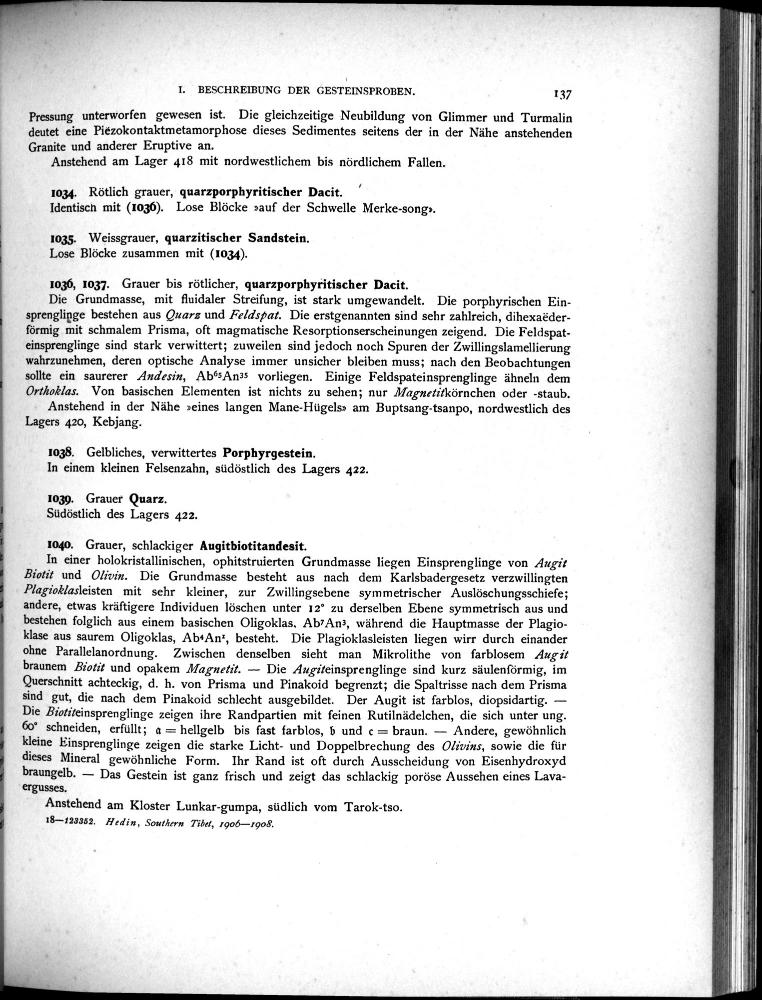 I. BESCHREIBUNG DER GESTEINSPROBEN.
137
Pressung unterworfen gewesen ist. Die gleichzeitige Neubildung von Glimmer und Turmalin
deutet eine Piëzokontaktmetamorphose dieses Sedimentes seitens der in der Nähe anstehenden
Granite und anderer Eruptive an.
Anstehend am Lager 418 mit nordwestlichem bis nördlichem Fallen.
1034. Rötlich grauer, quarzporphyritischer Dacit.
Identisch mit (1036). Lose Blöcke »auf der Schwelle Merke-song».
1035. Weissgrauer, quarzitischer Sandstein.
Lose Blöcke zusammen mit (1034).
1036, 1037. Grauer bis rötlicher, quarzporphyritischer Dacit.
Die Grundmasse, mit fluidaler Streifung, ist stark umgewandelt. Die porphyrischen Ein-
sprenglinge bestehen aus Quarz und Feldspat. Die erstgenannten sind sehr zahlreich, dihexaëder-
förmig mit schmalem Prisma, oft magmatische Resorptionserscheinungen zeigend. Die Feldspat-
einsprenglinge sind stark verwittert; zuweilen sind jedoch noch Spuren der Zwillingslamellierung
wahrzunehmen, deren optische Analyse immer unsicher bleiben muss; nach den Beobachtungen
sollte ein saurerer Andesin, Ab⁶⁵An³⁵ vorliegen. Einige Feldspateinsprenglinge ähneln dem
Orthoklas. Von basischen Elementen ist nichts zu sehen; nur Magnetitkörnchen oder -staub.
Anstehend in der Nähe »eines langen Mane-Hügels» am Buptsang-tsanpo, nordwestlich des
Lagers 420, Kebjang.
1038. Gelbliches, verwittertes Porphyrgestein.
In einem kleinen Felsenzahn, südöstlich des Lagers 422.
1039. Grauer Quarz.
Südöstlich des Lagers 422.
1040. Grauer, schlackiger Augitbiotitandesit.
In einer holokristallinischen, ophitstruierten Grundmasse liegen Einsprenglinge von Augit
Biotit und Olivin. Die Grundmasse besteht aus nach dem Karlsbadergesetz verzwillingten
Plagioklasleisten mit sehr kleiner, zur Zwillingsebene symmetrischer Auslöschungsschiefe;
andere, etwas kräftigere Individuen löschen unter 12° zu derselben Ebene symmetrisch aus und
bestehen folglich aus einem basischen Oligoklas, Ab⁷An³, während die Hauptmasse der Plagio-
klase aus saurem Oligoklas, Ab⁴An¹, besteht. Die Plagioklasleisten liegen wirr durch einander
ohne Parallelanordnung. Zwischen denselben sieht man Mikrolithe von farblosem Augit
braunem Biotit und opakem Magnetit. — Die Augiteinsprenglinge sind kurz säulenförmig, im
Querschnitt achteckig, d. h. von Prisma und Pinakoid begrenzt; die Spaltrisse nach dem Prisma
sind gut, die nach dem Pinakoid schlecht ausgebildet. Der Augit ist farblos, diopsidartig. —
Die Biotiteinsprenglinge zeigen ihre Randpartien mit feinen Rutilnädelchen, die sich unter ung.
60° schneiden, erfüllt; a = hellgelb bis fast farblos, b und c = braun. — Andere, gewöhnlich
kleine Einsprenglinge zeigen die starke Licht- und Doppelbrechung des Olivins, sowie die für
dieses Mineral gewöhnliche Form. Ihr Rand ist oft durch Ausscheidung von Eisenhydroxyd
braungelb. — Das Gestein ist ganz frisch und zeigt das schlackig poröse Aussehen eines Lava-
ergusses.
Anstehend am Kloster Lunkar-gumpa, südlich vom Tarok-tso.
18—123352. Hedin, Southern Tibet, 1906—1908.